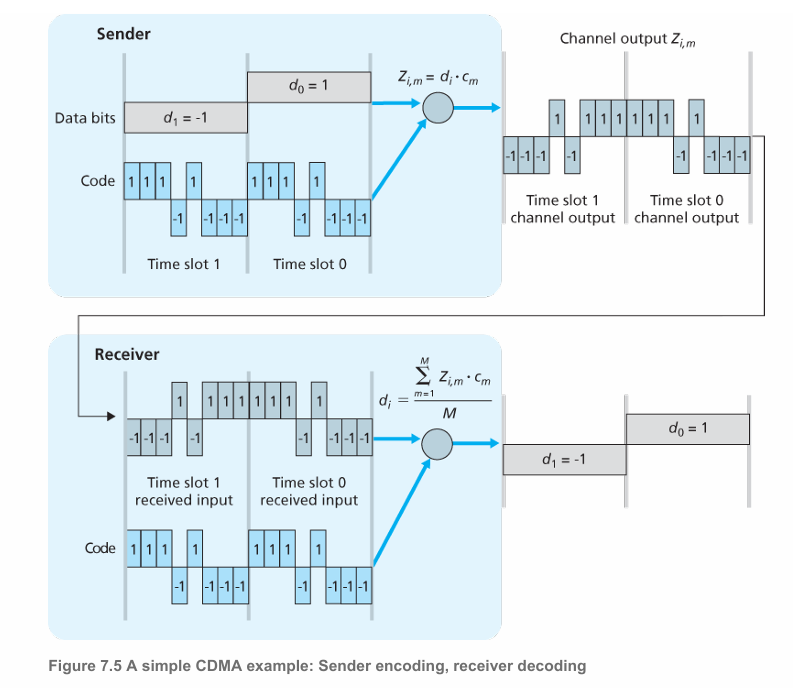 Sender
Channel output Z_{i,m}
Data bits
d_1 = -1
d_0 = 1
Z_{i,m} = d_i · c_m
1 1 1 1 1 1 1 1
-1 -1 -1 -1 -1 -1 -1 -1
Code
1 1 1 1 1 1 1 1
-1 -1 -1 -1 -1 -1 -1 -1
Time slot 1
Time slot 0
Time slot 1
channel output
Time slot 0
channel output
Receiver
1 1 1 1 1 1 1 1
-1 -1 -1 -1 -1 -1 -1 -1
d_i = \frac{\sum_{m=1}^{M} Z_{i,m} · c_m}{M}
d_1 = -1
d_0 = 1
Time slot 1
received input
Time slot 0
received input
Code
1 1 1 1 1 1 1 1
-1 -1 -1 -1 -1 -1 -1 -1
Figure 7.5 A simple CDMA example: Sender encoding, receiver decoding